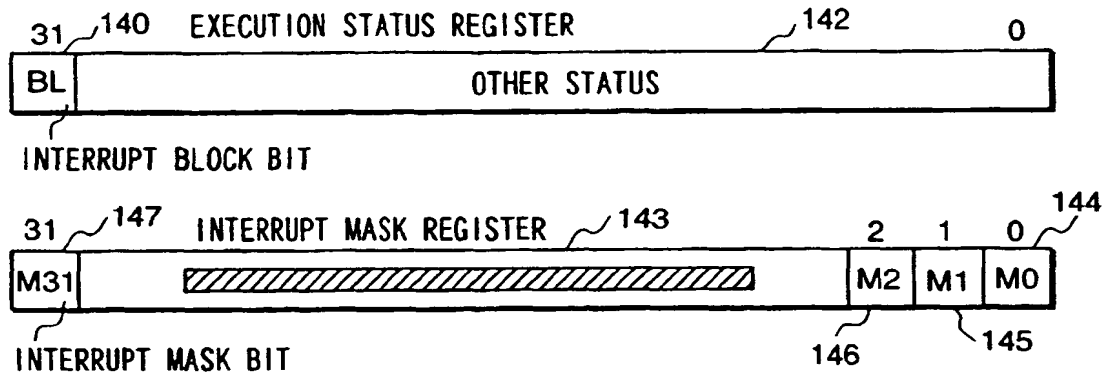 31 140 EXECUTION STATUS REGISTER 142 0
BL OTHER STATUS
INTERRUPT BLOCK BIT
31 147 INTERRUPT MASK REGISTER 143 2 1 0 144
M31 M2 M1 M0
INTERRUPT MASK BIT 146 145